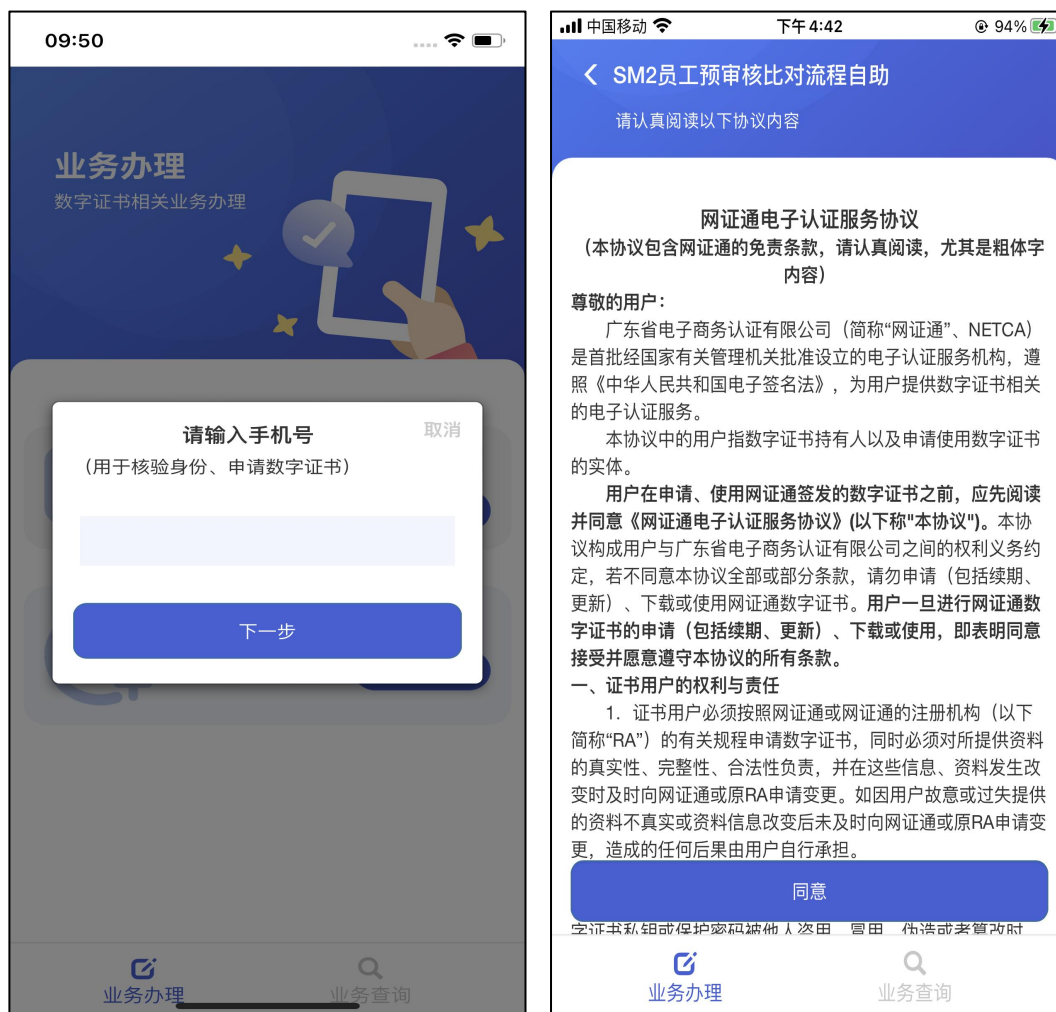 09:50
业务办理
数字证书相关业务办理
请输入手机号
取消
（用于核验身份、申请数字证书）
下一步
业务办理
业务查询
中国移动
下午 4:42
94%
SM2员工预审核比对流程自助
请认真阅读以下协议内容
网证通电子认证服务协议
（本协议包含网证通的免责条款，请认真阅读，尤其是粗体字
内容）
尊敬的用户：
广东省电子商务认证有限公司（简称“网证通”、NETCA）
是首批经国家有关管理机关批准设立的电子认证服务机构，遵
照《中华人民共和国电子签名法》，为用户提供数字证书相关
的电子认证服务。
本协议中的用户指数字证书持有人以及申请使用数字证书
的实体。
用户在申请、使用网证通签发的数字证书之前，应先阅读
并同意《网证通电子认证服务协议》(以下称"本协议")。本协
议构成用户与广东省电子商务认证有限公司之间的权利义务约
定，若不同意本协议全部或部分条款，请勿申请（包括续期、
更新）、下载或使用网证通数字证书。用户一旦进行网证通数
字证书的申请（包括续期、更新）、下载或使用，即表明同意
接受并愿意遵守本协议的所有条款。
一、证书用户的权利与责任
1．证书用户必须按照网证通或网证通的注册机构（以下
简称“RA”）的有关规程申请数字证书，同时必须对所提供资料
的真实性、完整性、合法性负责，并在这些信息、资料发生改
变时及时向网证通或原RA申请变更。如因用户故意或过失提供
的资料不真实或资料信息改变后未及时向网证通或原RA申请变
更，造成的任何后果由用户自行承担。
同意
字证书私钥或保护密码被他人盗用、冒用、伪造或者篡改时
业务办理
业务查询